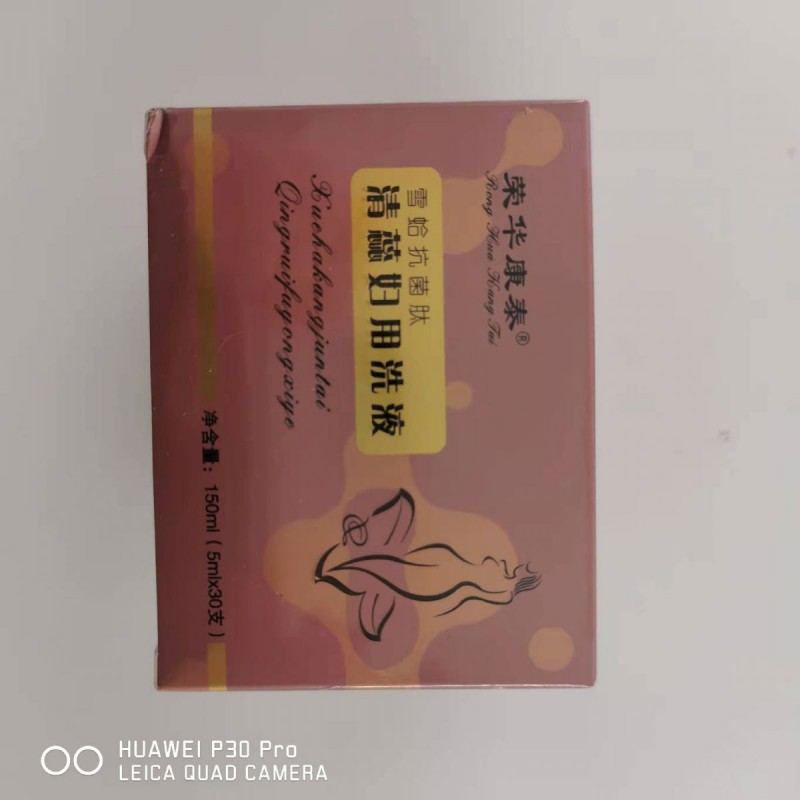 荣华康泰®
Rong Hua Kang Tai
雪蛤抗菌肽
清蕊妇用洗液
Xuehakangjuntai
Qingruifuyongxiye
净含量：150ml（5mlx30支）
HUAWEI P30 Pro
LEICA QUAD CAMERA